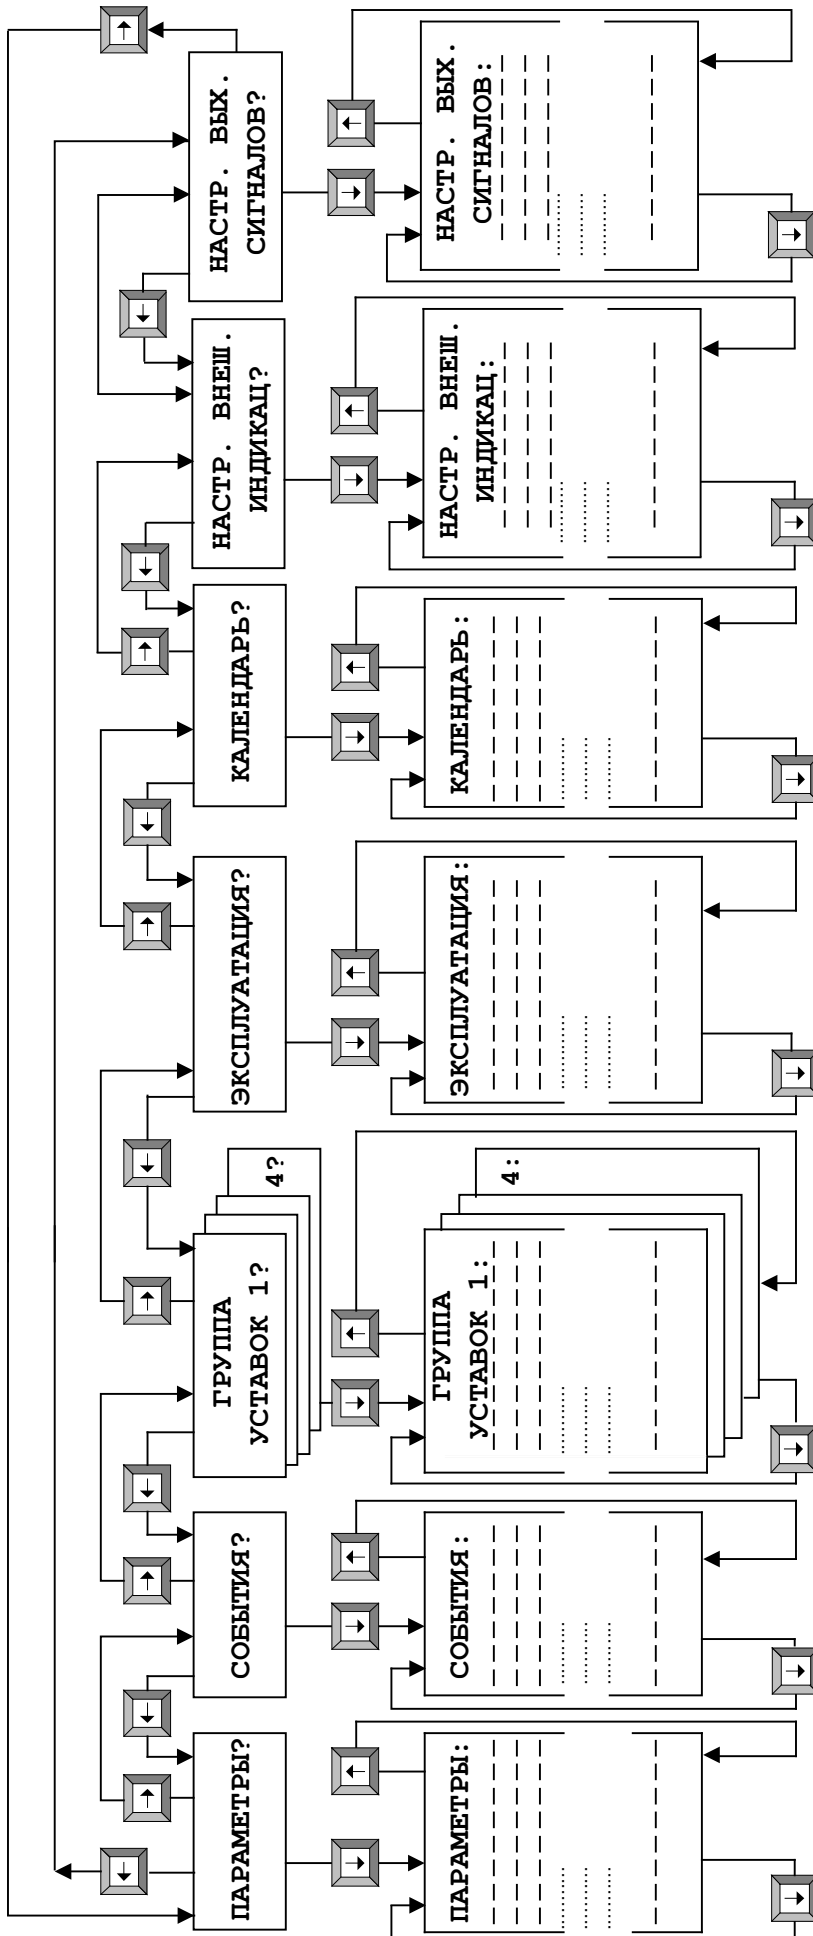 ПАРАМЕТРЫ?
СОБЫТИЯ?
ГРУППА
УСТАВОК 1?
4?
ЭКСПЛУАТАЦИЯ?
КАЛЕНДАРЬ?
НАСТР. ВНЕШ.
ИНДИКАЦ?
НАСТР. ВЫХ.
СИГНАЛОВ?
ПАРАМЕТРЫ:
СОБЫТИЯ:
ГРУППА
УСТАВОК 1:
4:
ЭКСПЛУАТАЦИЯ:
КАЛЕНДАРЬ:
НАСТР. ВНЕШ.
ИНДИКАЦ:
НАСТР. ВЫХ.
СИГНАЛОВ: